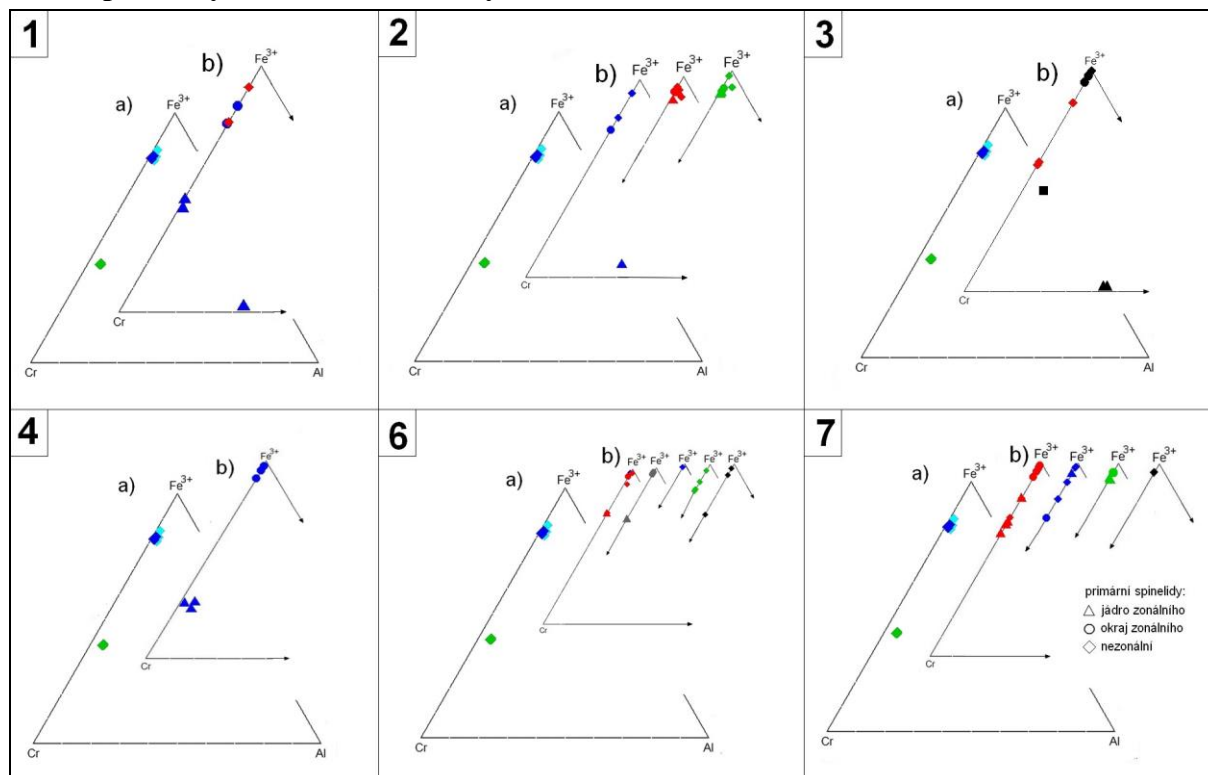 1
a)
b)
Fe3+
Fe3+
Cr
Cr
Al
2
a)
b)
Fe3+
Fe3+
Fe3+
Fe3+
Cr
Cr
Al
3
a)
b)
Fe3+
Fe3+
Cr
Cr
Al
4
a)
b)
Fe3+
Fe3+
Cr
Cr
Al
6
a)
b)
Fe3+
Fe3+
Fe3+
Fe3+
Fe3+
Fe3+
Cr
Cr
Al
7
a)
b)
Fe3+
Fe3+
Fe3+
Fe3+
Fe3+
Cr
Cr
Al
primární spinelidy:
jádro zonálního
okraj zonálního
nezonální